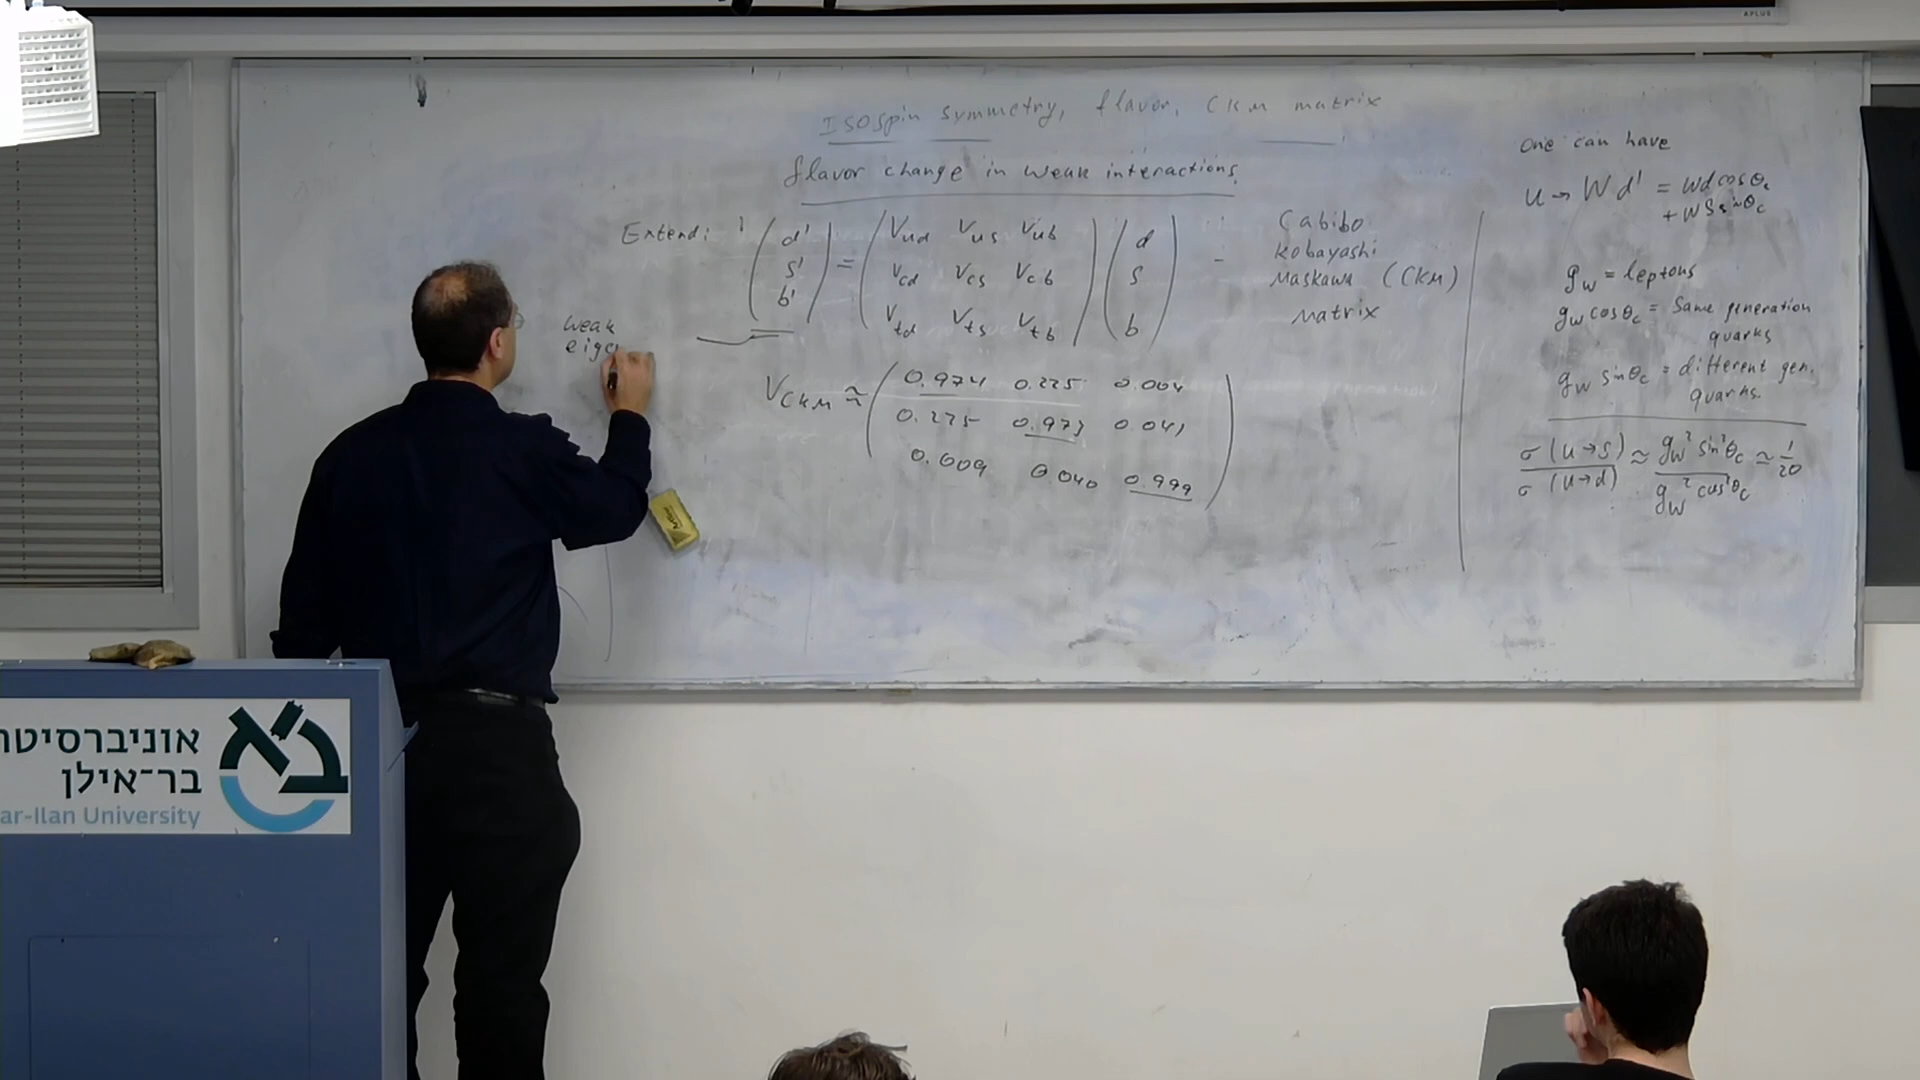 APLUS
Isospin symmetry, flavor, CKM matrix
flavor change in weak interactions
Extend:
( d' ) = ( Vud Vus Vub ) ( d )
( s' ) ( Vcd Vcs Vcb ) ( s )
( b' ) ( Vtd Vts Vtb ) ( b )
- Cabibo
kobayashi
Maskawa (CKM)
matrix
weak
eige
VCKM ≈ ( 0.974 0.225 0.004
0.225 0.973 0.041
0.009 0.040 0.999 )
One can have
u → W d' = Wd cosθc
+ WS sinθc
gw = leptons
gw cosθc = Same generation
quarks
gw sinθc = different gen.
quarks.
σ (u→s) / σ (u→d) ≈ gw² sin²θc / gw² cos²θc ≈ 1/20
אוניברסיטת
בר-אילן
ar-Ilan University